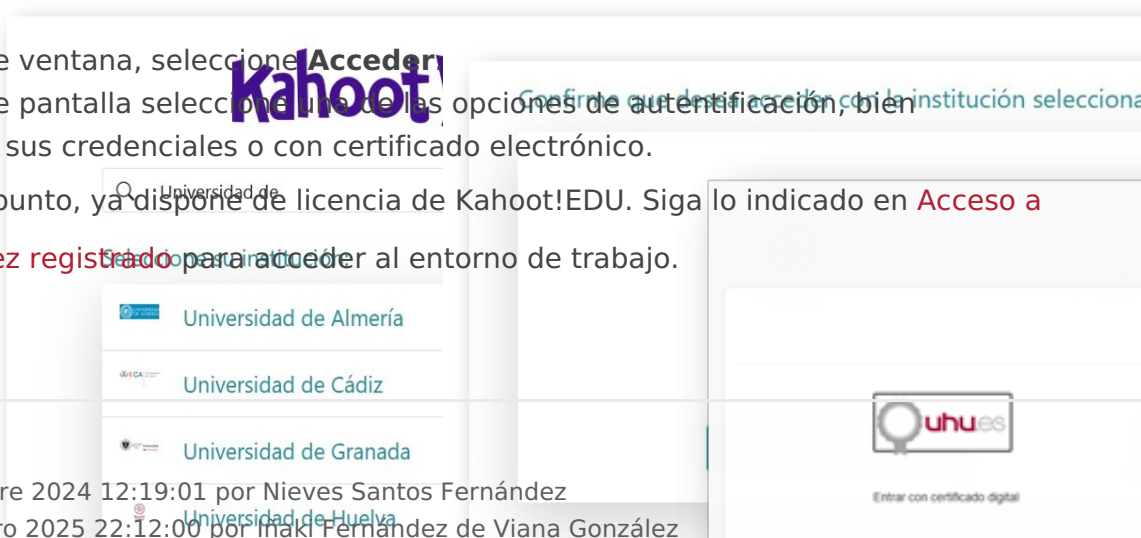 e ventana, seleccione Acceder.
Kahoot!
e pantalla seleccione una de las opciones de autentificación, bien
Confirme que desea acceder con la institución selecciona
sus credenciales o con certificado electrónico.
Universidad de
punto, ya dispone de licencia de Kahoot!EDU. Siga lo indicado en Acceso a
Seleccione su institución:
ez registrado para acceder al entorno de trabajo.
Universidad de Almería
Universidad de Cádiz
uhu.es
Universidad de Granada
re 2024 12:19:01 por Nieves Santos Fernández
Entrar con certificado digital
Universidad de Huelva
ro 2025 22:12:00 por Iñaki Fernández de Viana González